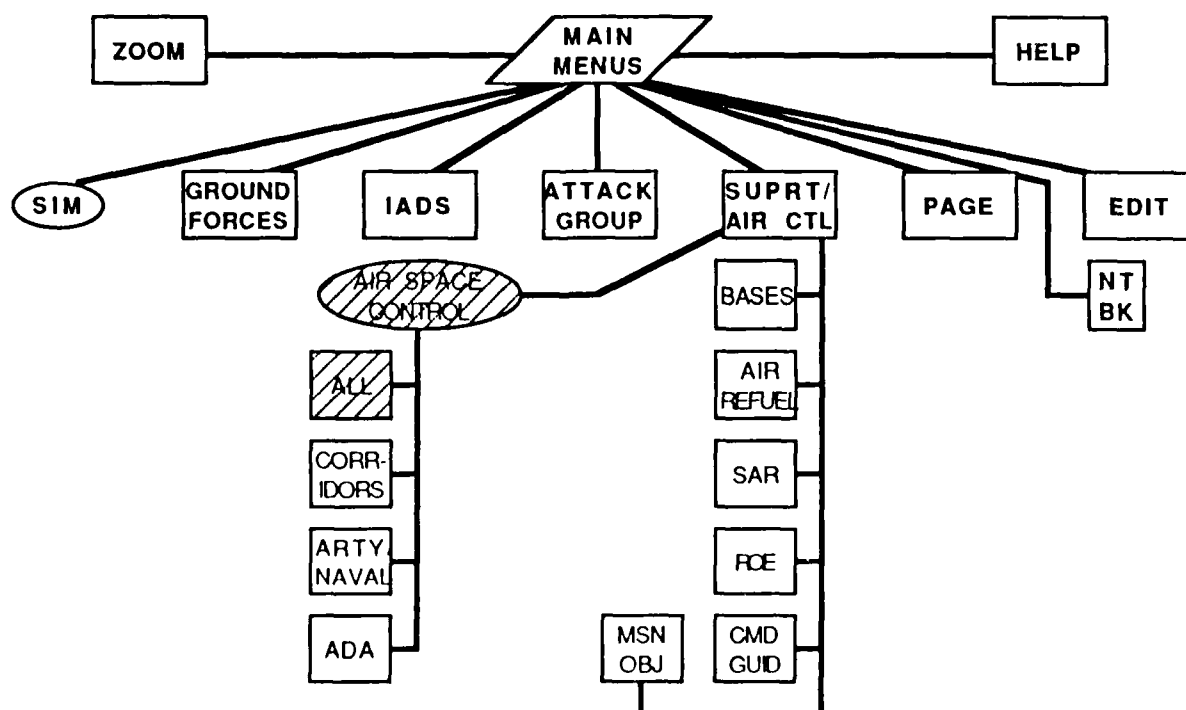 ZOOM
MAIN
MENUS
HELP
SIM
GROUND
FORCES
IADS
ATTACK
GROUP
SUPRT/
AIR CTL
PAGE
EDIT
AIR SPACE
CONTROL
BASES
NT
BK
ALL
AIR
REFUEL
CORR-
IDORS
SAR
ARTY
NAVAL
ROE
ADA
MSN
OBJ
CMD
GUID